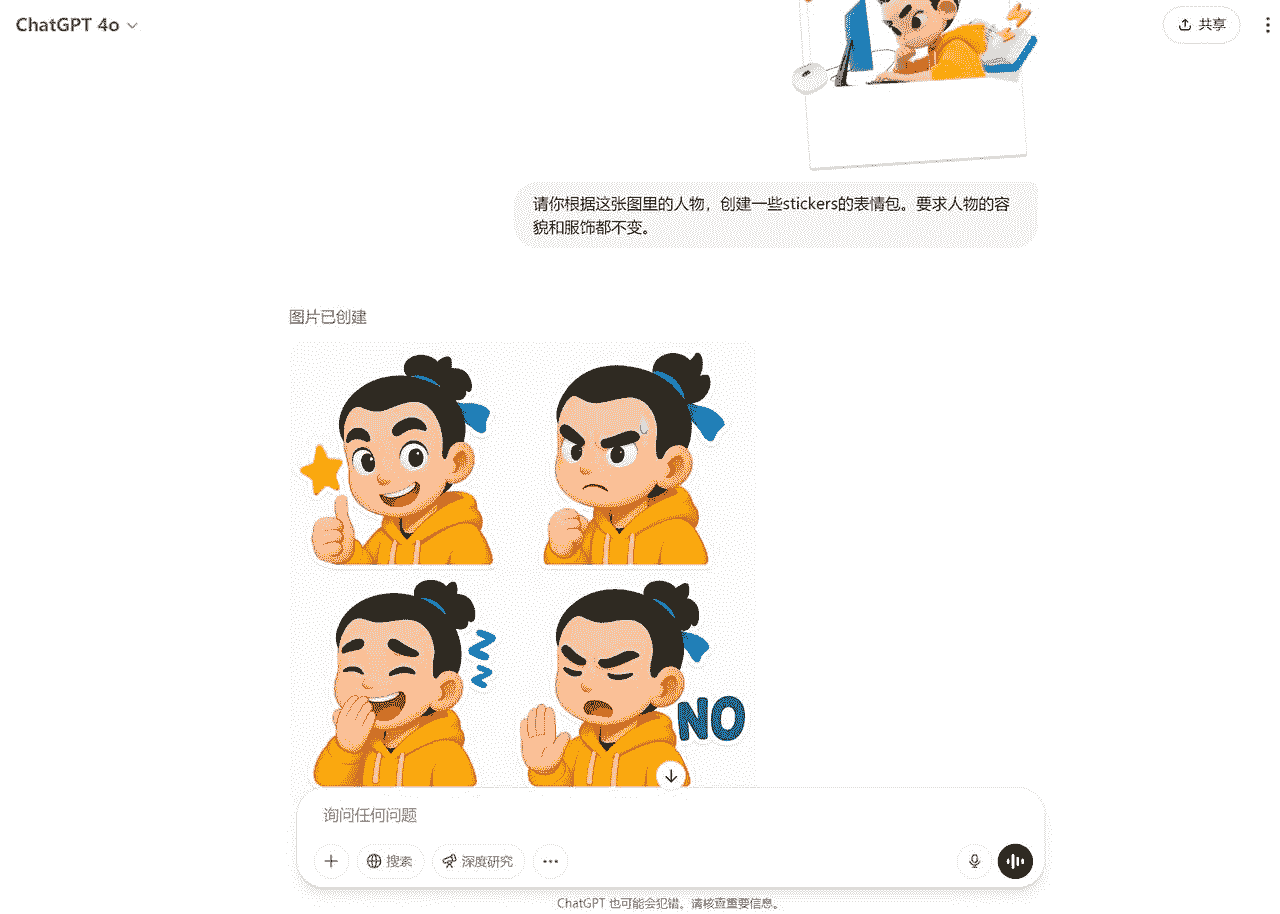 ChatGPT 4o
共享
请你根据这张图里的人物，创建一些stickers的表情包。要求人物的容
貌和服饰都不变。
图片已创建
NO
询问任何问题
搜索
深度研究
ChatGPT 也可能会犯错。请核查重要信息。